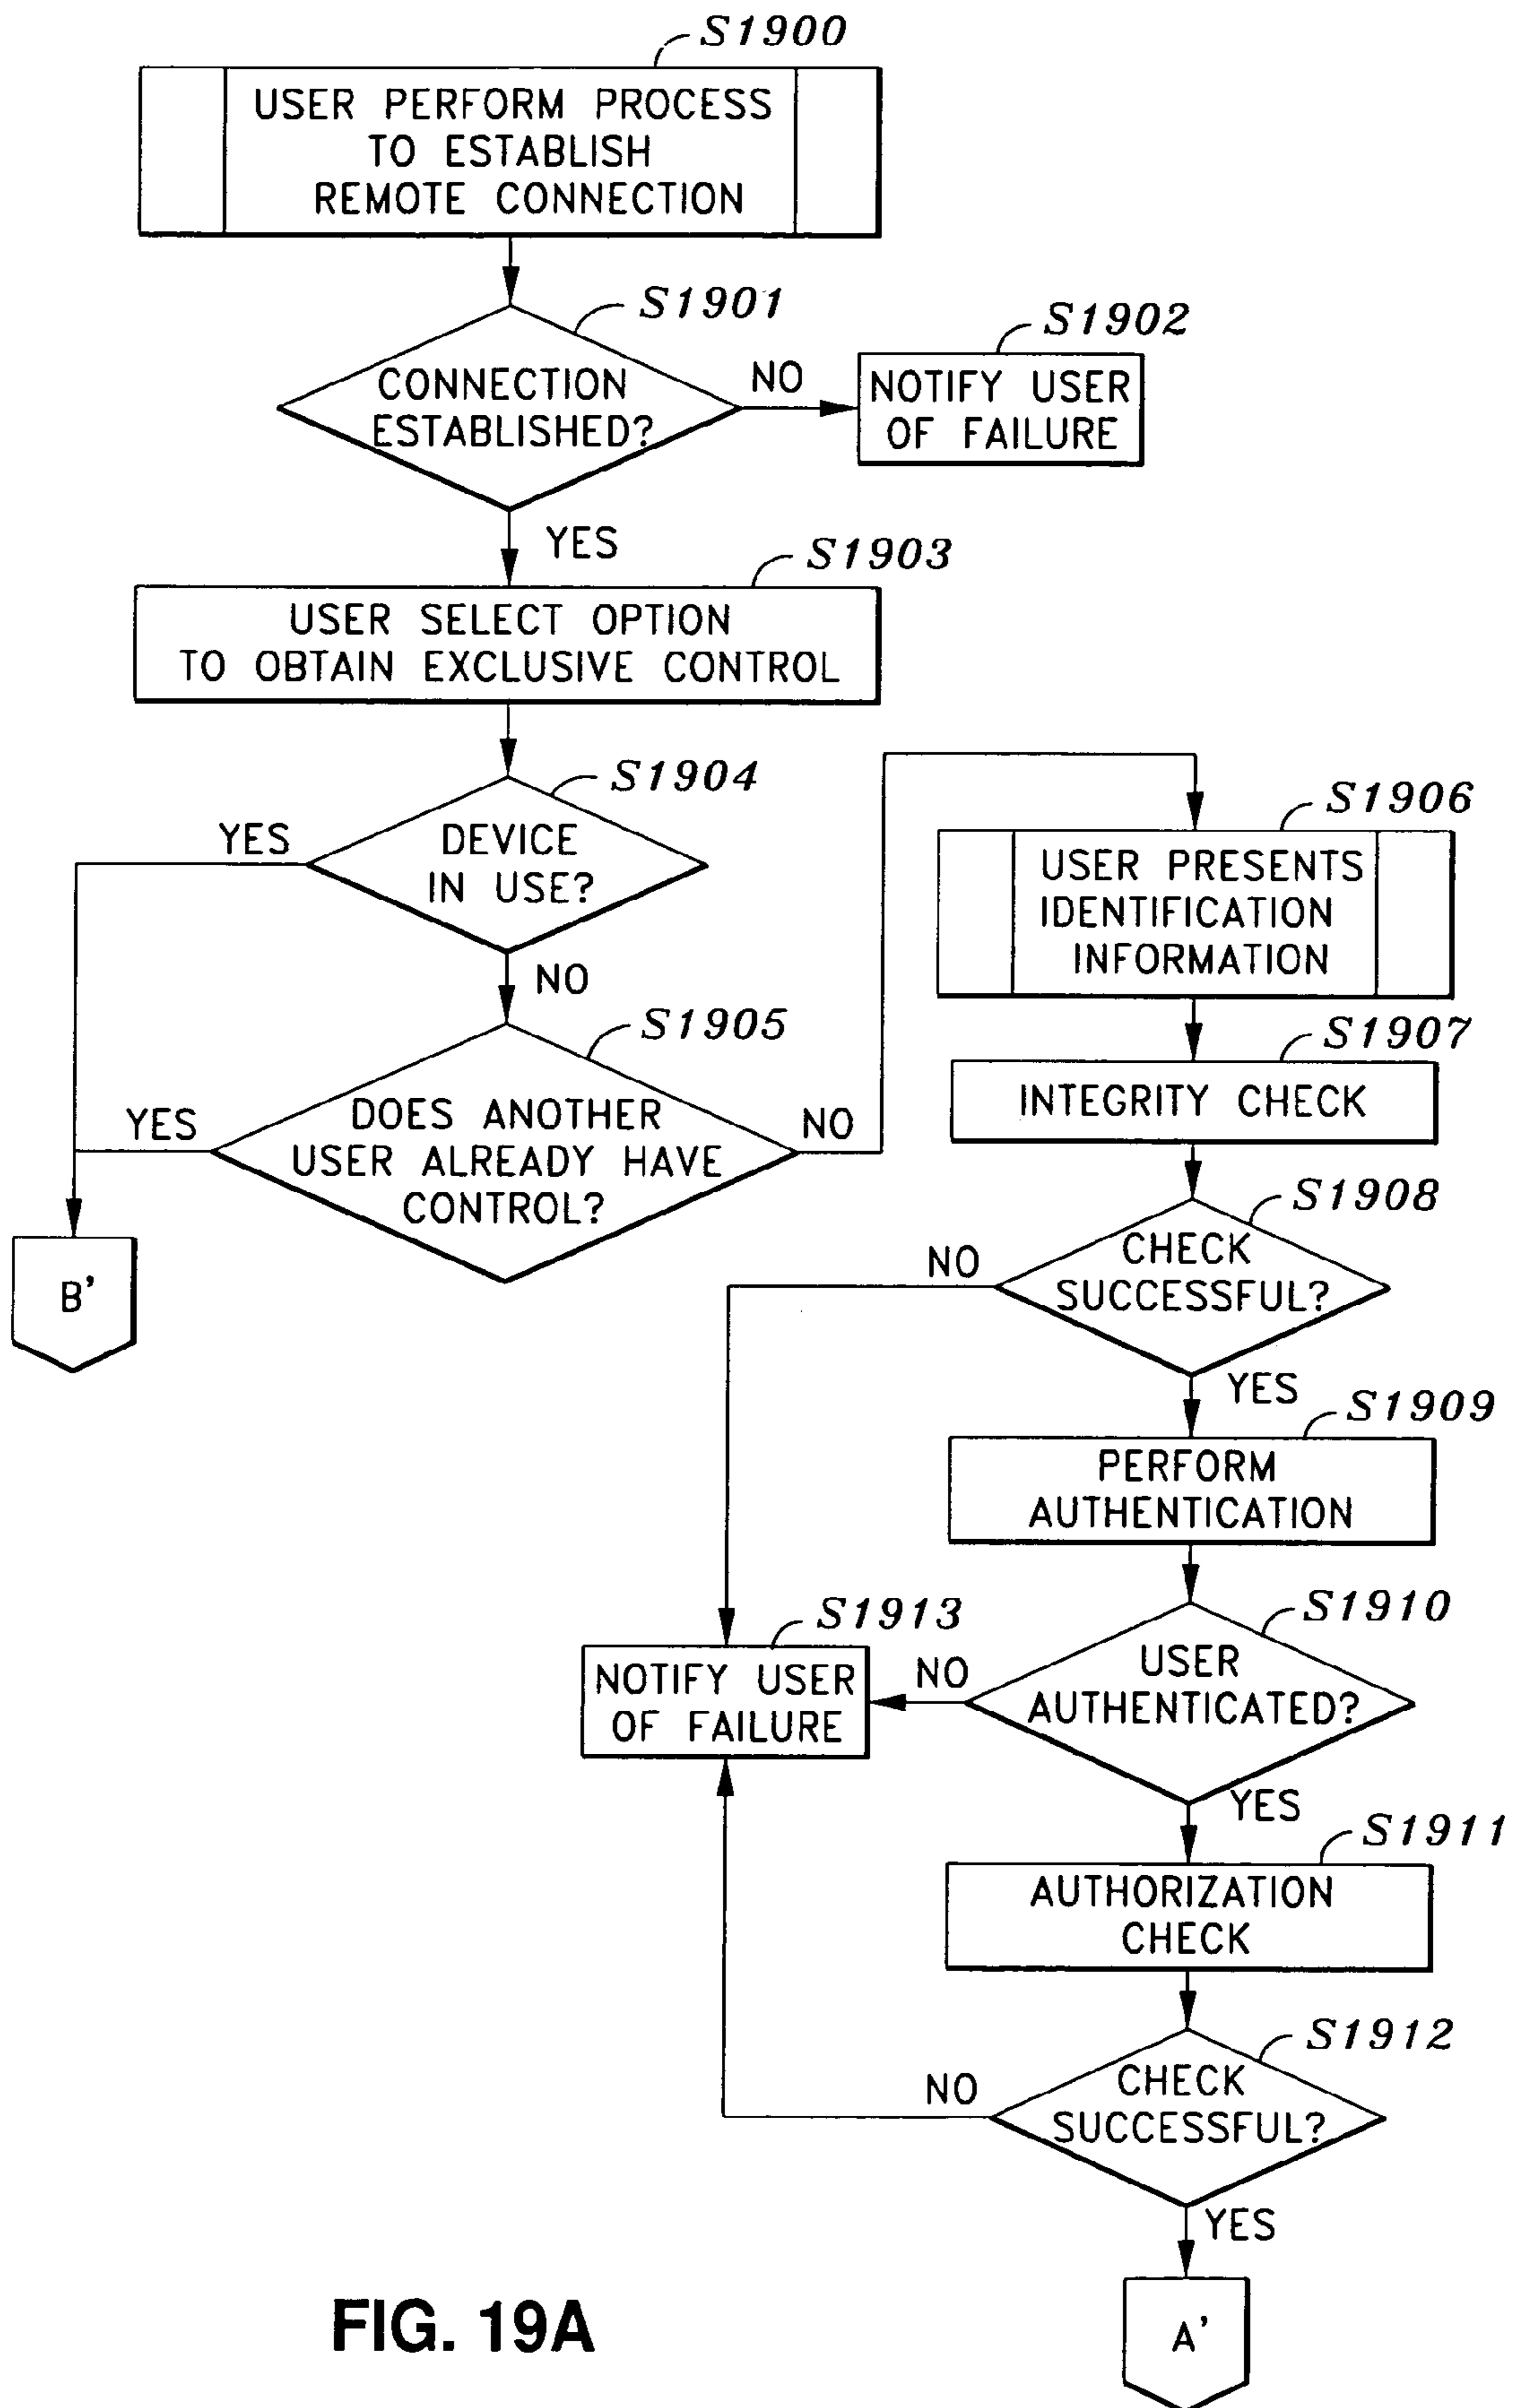 S1900
USER PERFORM PROCESS
TO ESTABLISH
REMOTE CONNECTION
S1901
CONNECTION
ESTABLISHED?
NO
S1902
NOTIFY USER
OF FAILURE
YES
S1903
USER SELECT OPTION
TO OBTAIN EXCLUSIVE CONTROL
S1904
DEVICE
IN USE?
YES
NO
S1905
DOES ANOTHER
USER ALREADY HAVE
CONTROL?
YES
NO
B'
S1906
USER PRESENTS
IDENTIFICATION
INFORMATION
S1907
INTEGRITY CHECK
S1908
CHECK
SUCCESSFUL?
NO
YES
S1909
PERFORM
AUTHENTICATION
S1910
USER
AUTHENTICATED?
NO
S1913
NOTIFY USER
OF FAILURE
YES
S1911
AUTHORIZATION
CHECK
S1912
CHECK
SUCCESSFUL?
NO
YES
A'
FIG. 19A